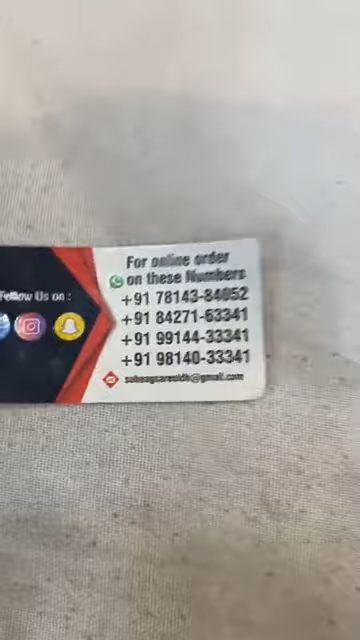 Follow Us on :
For online order
on these Numbers
+91 78143-84052
+91 84271-63341
+91 99144-33341
+91 98140-33341